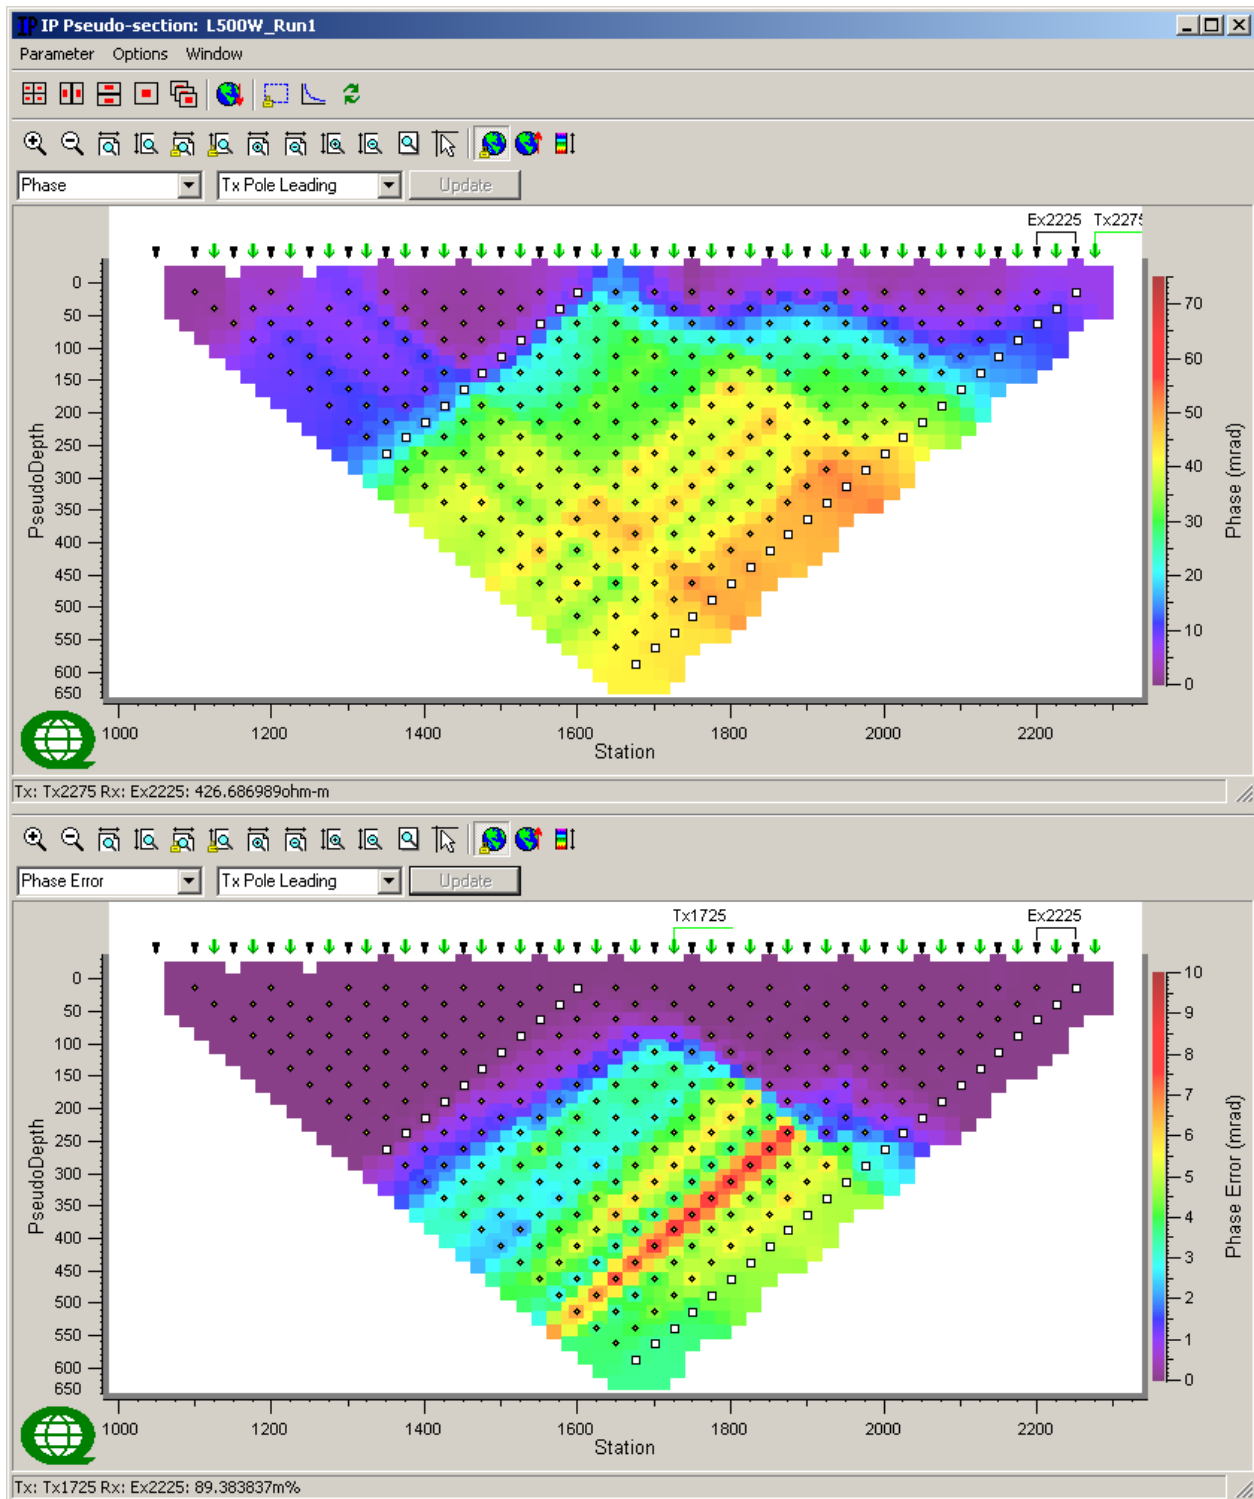 IP IP Pseudo-section: L500W_Run1
Parameter Options Window
Phase Tx Pole Leading Update
Ex2225 Tx2275
0
50
100
150
200
250
300
350
400
450
500
550
600
650
PseudoDepth
1000 1200 1400 1600 1800 2000 2200
Station
70
60
50
40
30
20
10
0
Phase (mrad)
Tx: Tx2275 Rx: Ex2225: 426.686989ohm-m
Phase Error Tx Pole Leading Update
Tx1725 Ex2225
0
50
100
150
200
250
300
350
400
450
500
550
600
650
PseudoDepth
1000 1200 1400 1600 1800 2000 2200
Station
10
9
8
7
6
5
4
3
2
1
0
Phase Error (mrad)
Tx: Tx1725 Rx: Ex2225: 89.383837m%